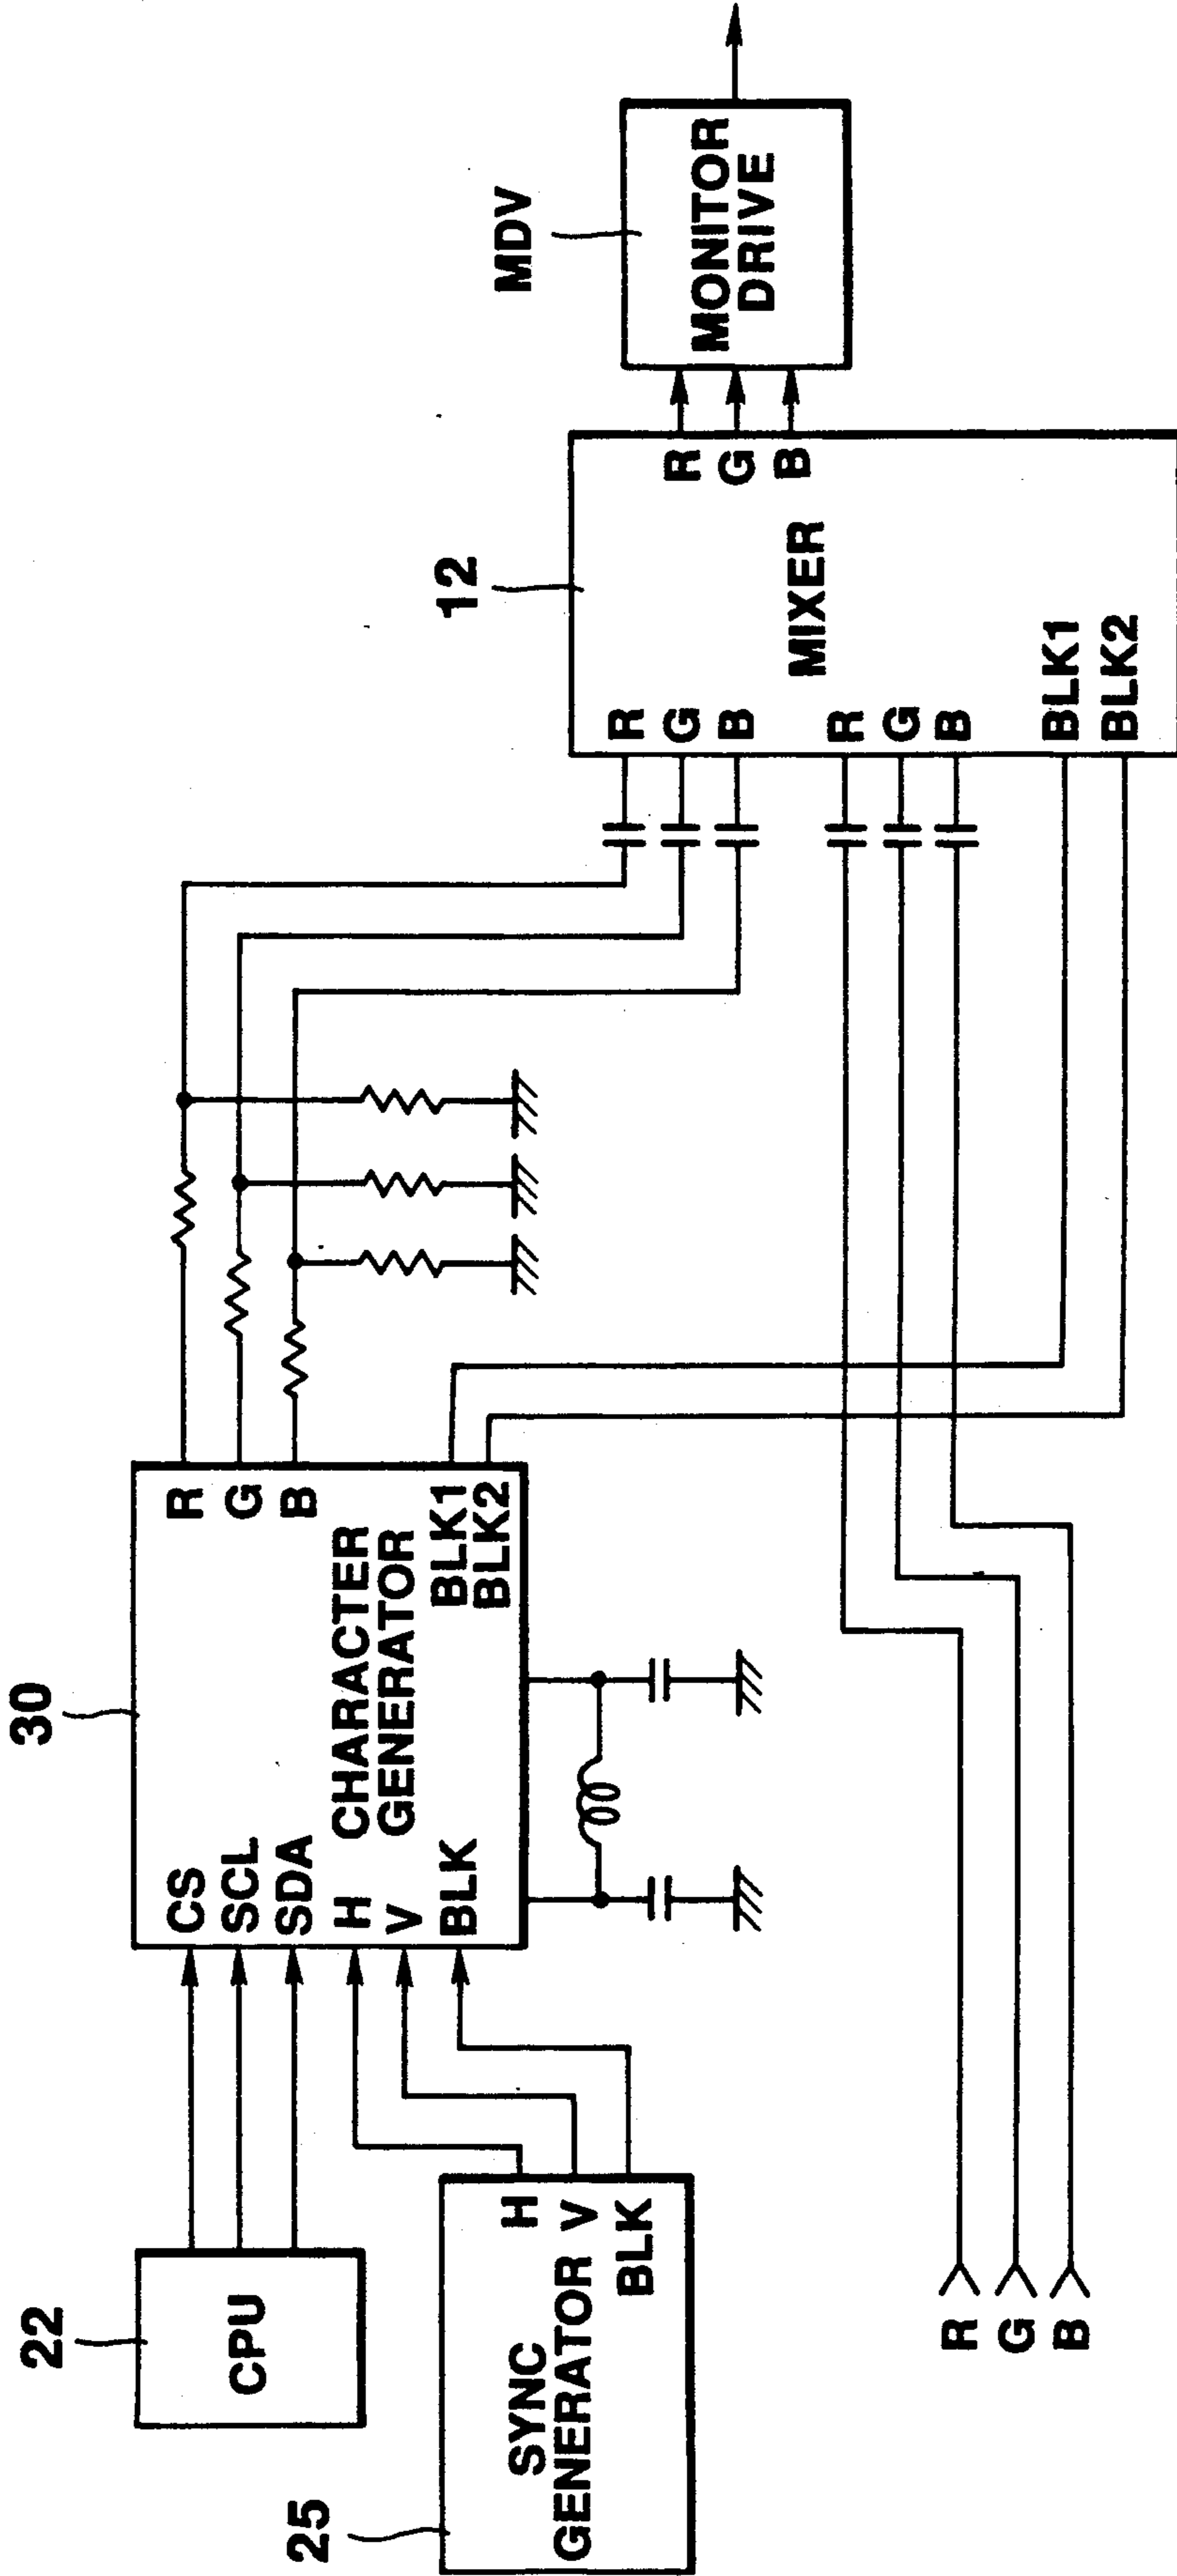 22
CPU
25
SYNC
GENERATOR
H
V
BLK
30
CS
SCL
SDA
H
V
BLK
CHARACTER
GENERATOR
R
G
B
BLK1
BLK2
R
G
B
12
R
G
B
R
G
B
BLK1
BLK2
MIXER
R
G
B
MDV
MONITOR
DRIVE